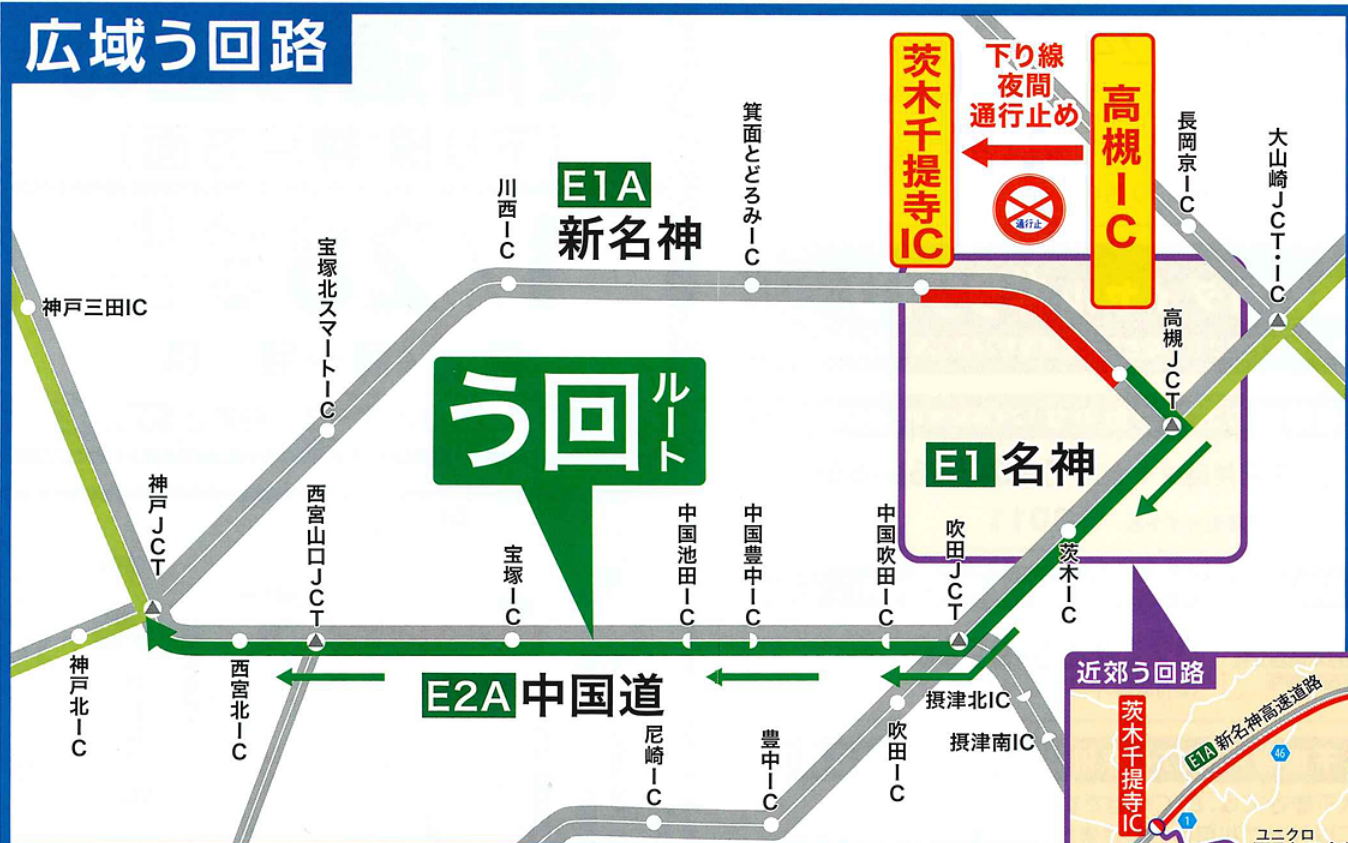 広域う回路
茨木千提寺IC
下り線
夜間
通行止め
高槻IC
通行止
長岡京IC
大山崎JCT・IC
箕面とどろみIC
川西IC
E1A
新名神
宝塚北スマートIC
神戸三田IC
高槻JCT
う回ルート
E1 名神
神戸JCT
西宮山口JCT
宝塚IC
中国池田IC
中国豊中IC
中国吹田IC
吹田JCT
茨木IC
神戸北IC
西宮北IC
E2A 中国道
尼崎IC
豊中IC
吹田IC
摂津北IC
摂津南IC
近郊う回路
茨木千提寺IC
E1A 新名神高速道路
46
1
ユニクロ